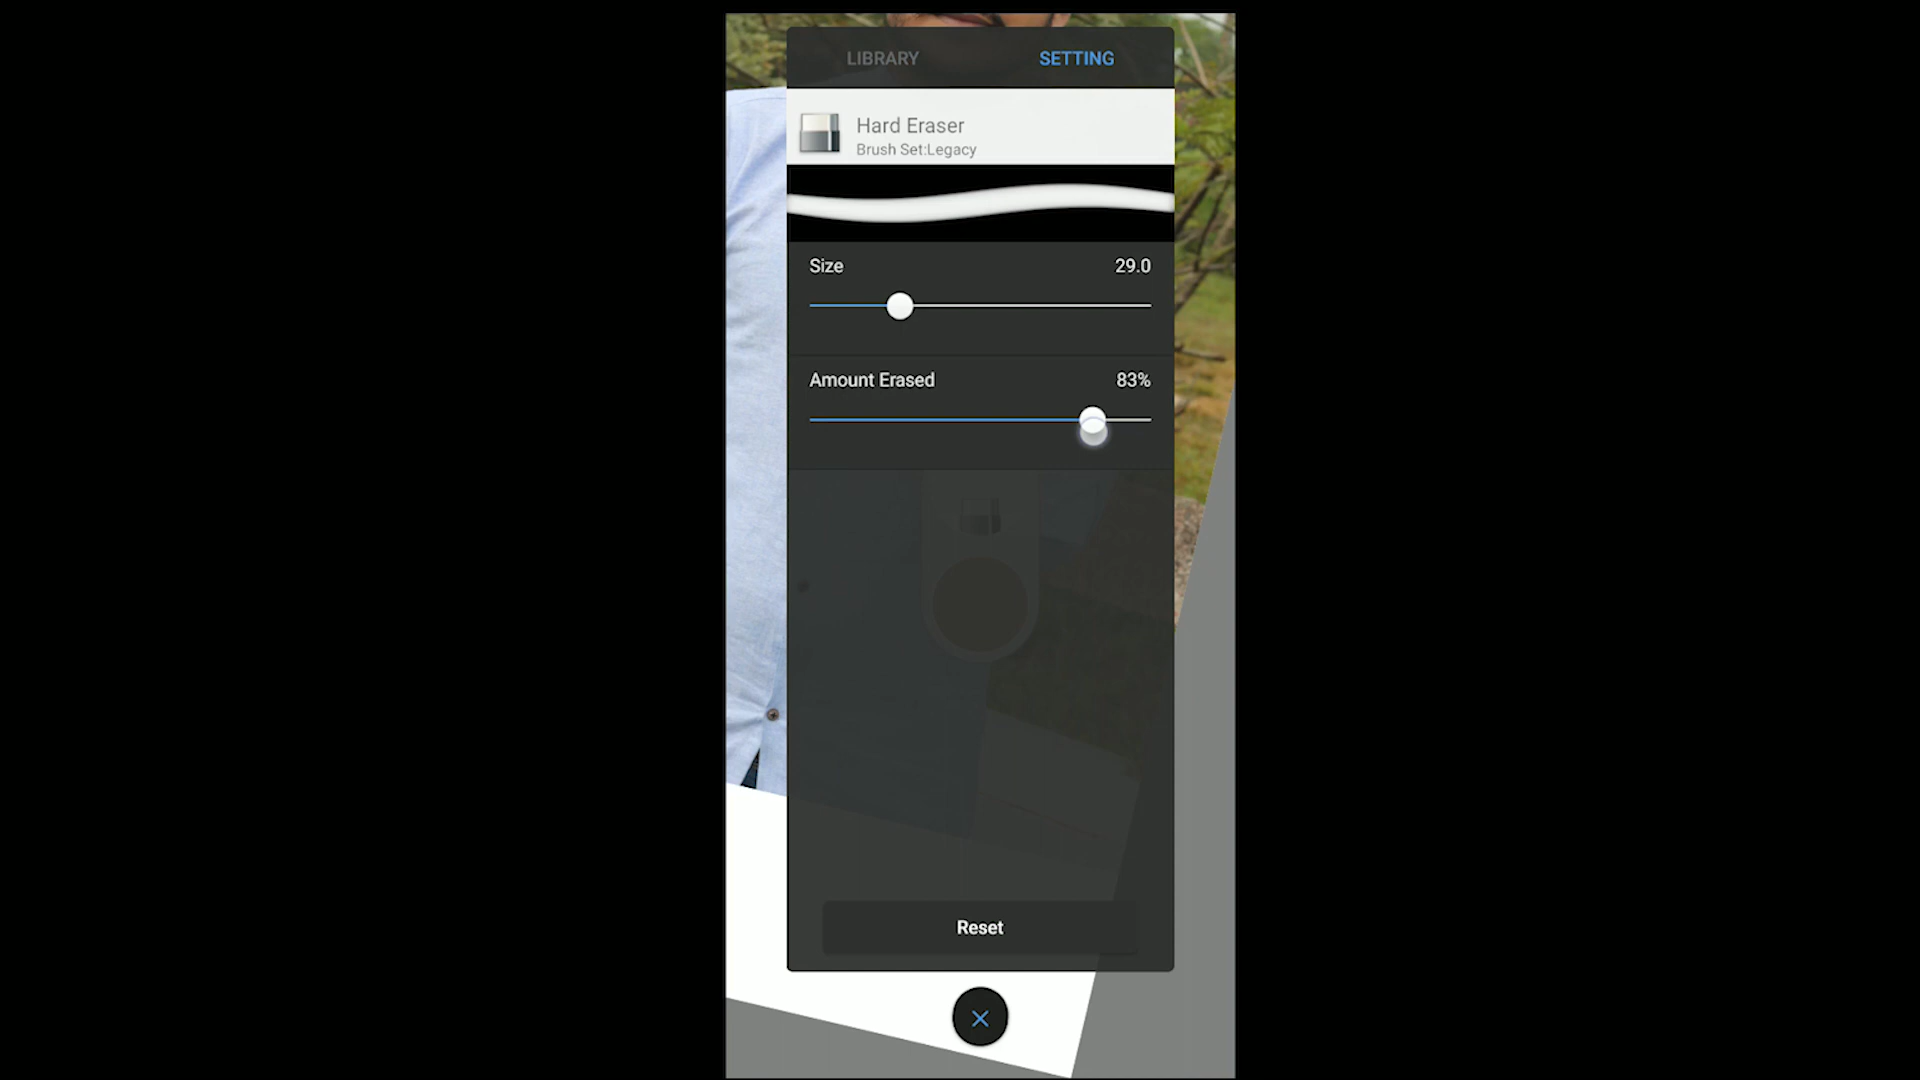 LIBRARY
SETTING
Hard Eraser
Brush Set:Legacy
Size 29.0
Amount Erased 83%
Reset